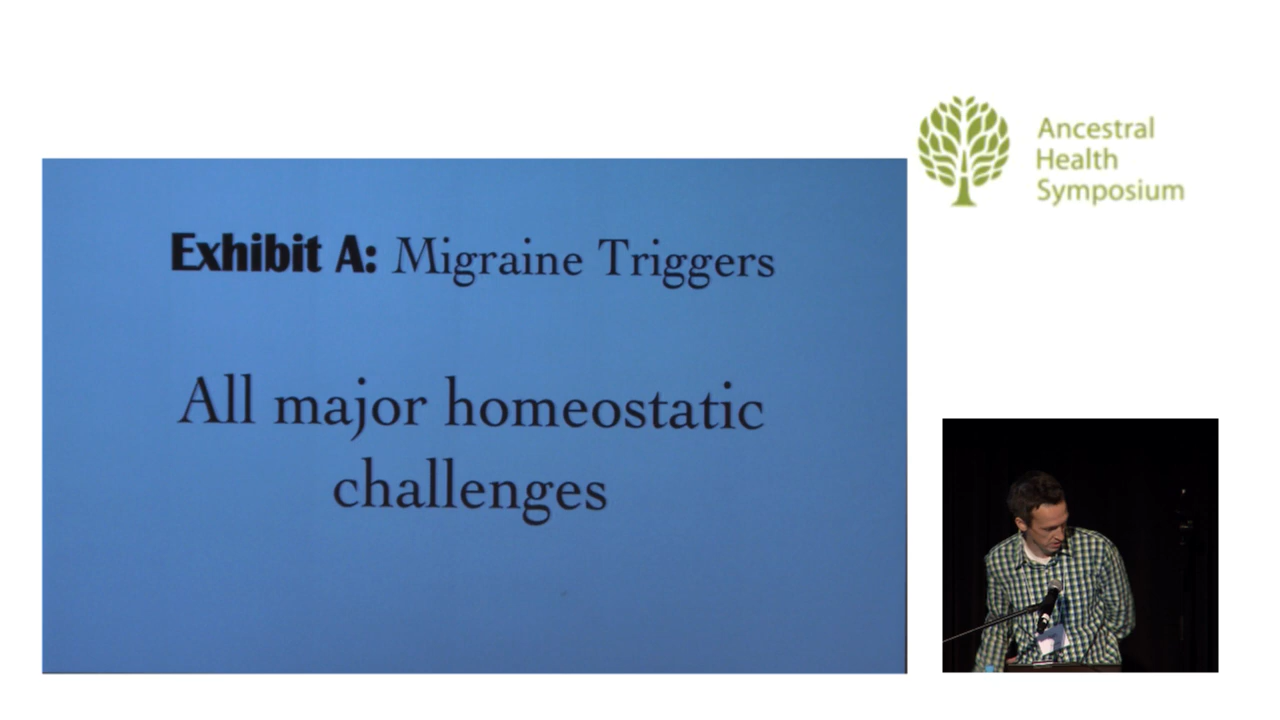 Exhibit A: Migraine Triggers
All major homeostatic
challenges
Ancestral
Health
Symposium